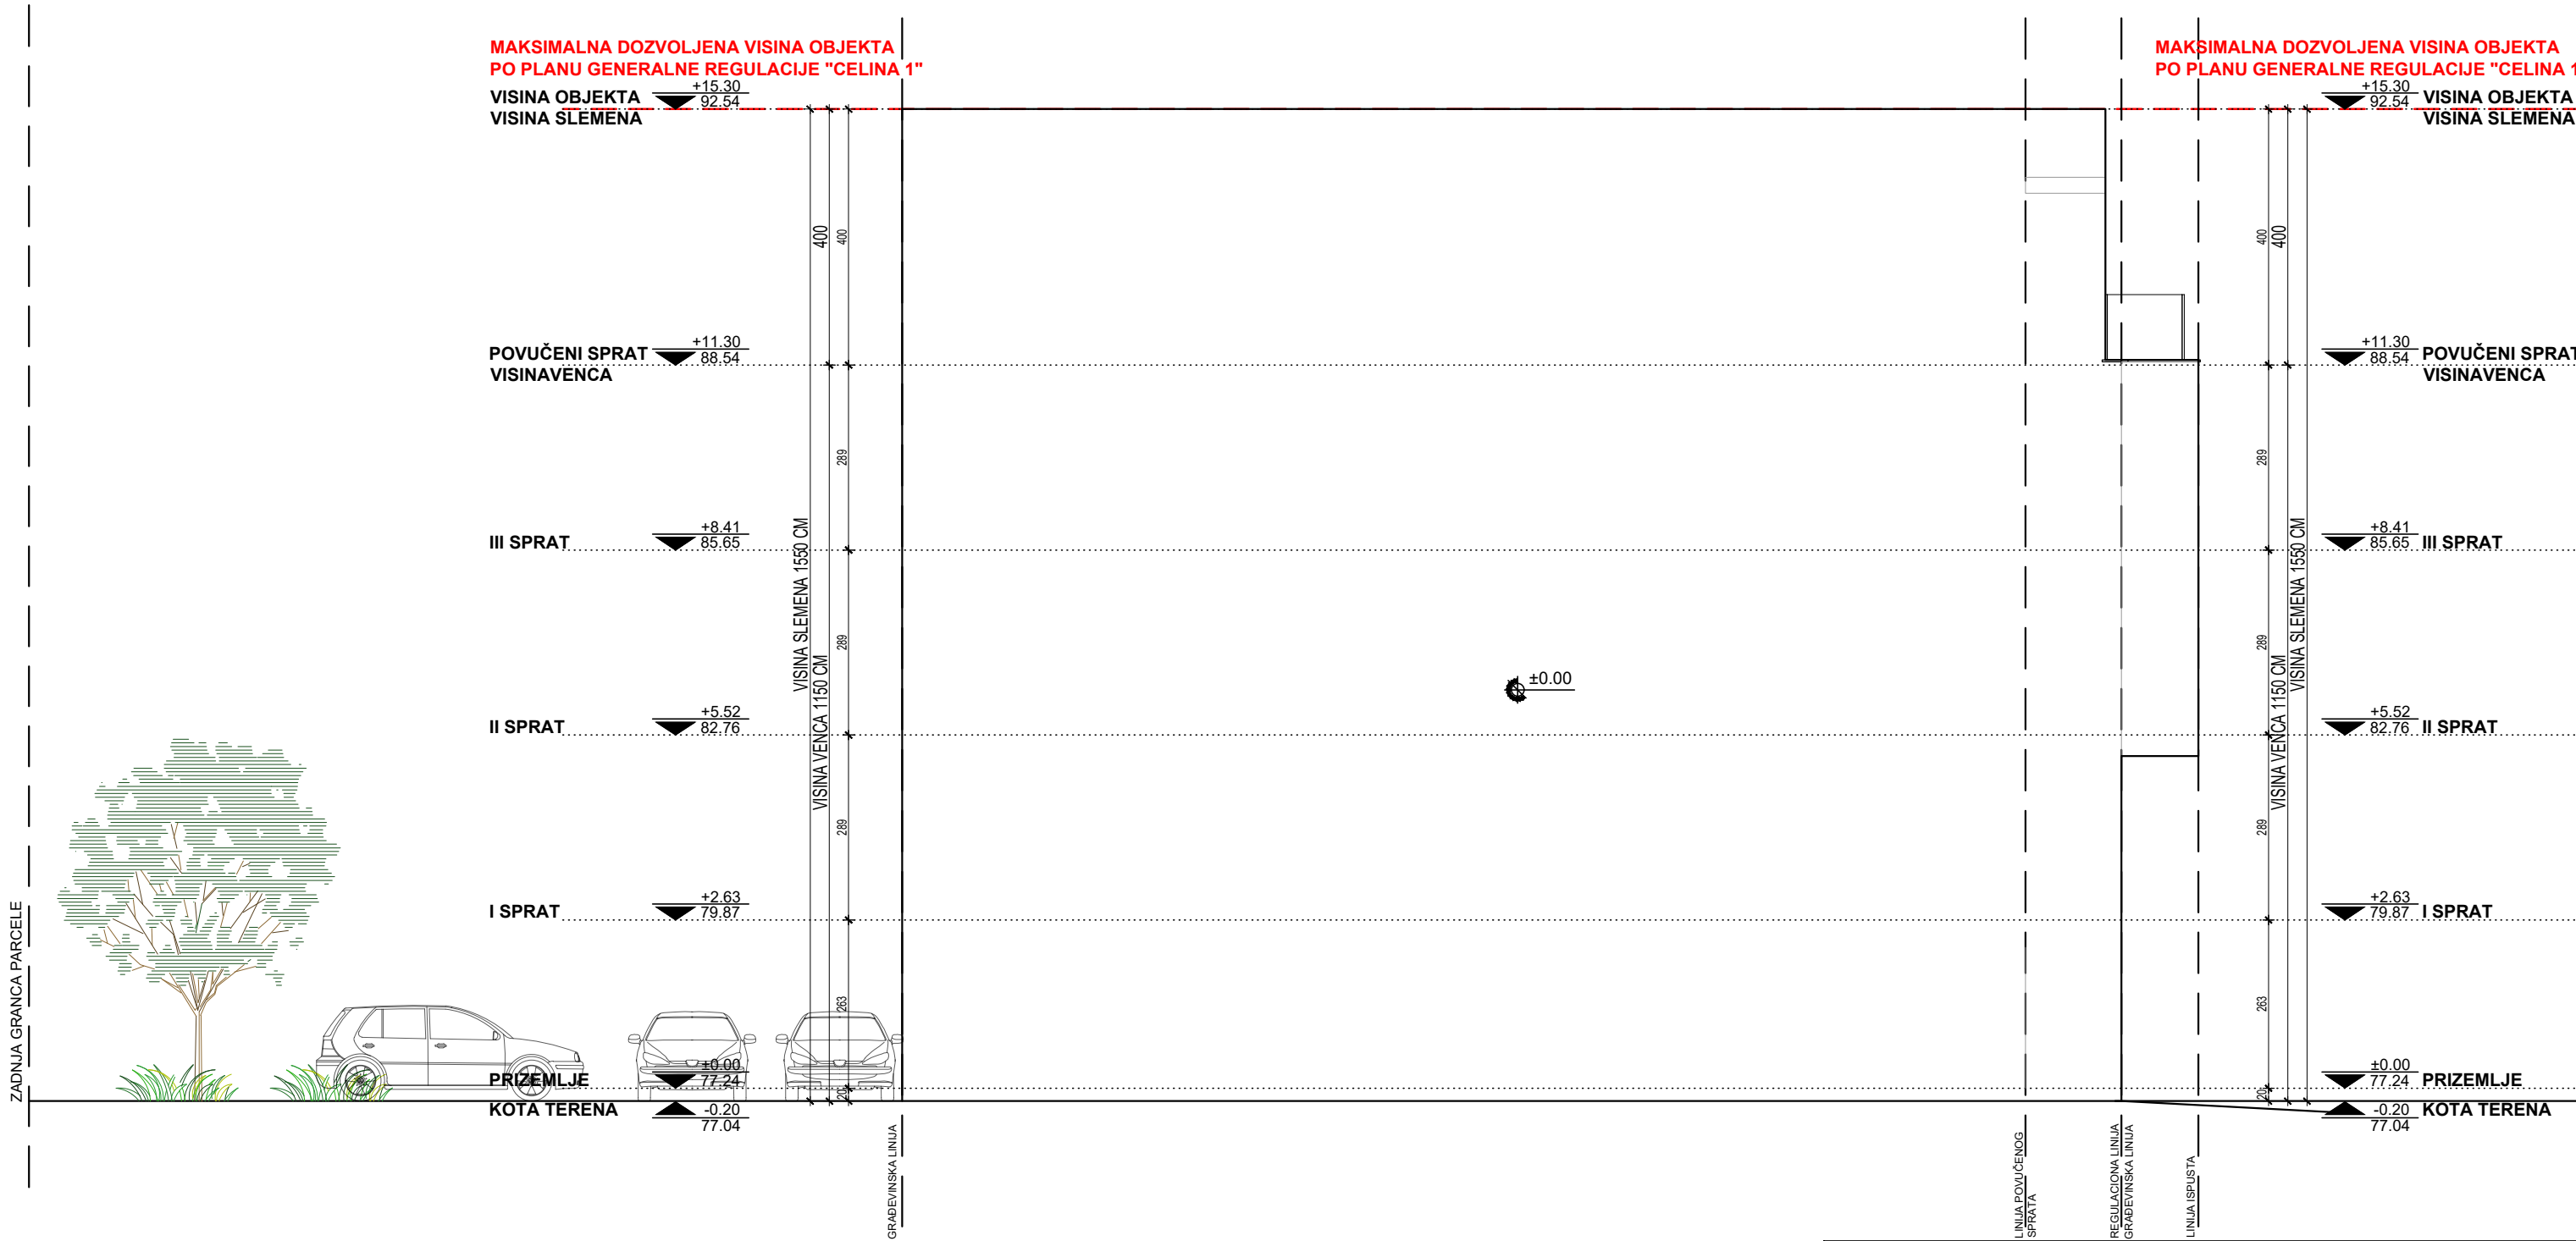 MAKSIMALNA DOZVOLJENA VISINA OBJEKTA
PO PLANU GENERALNE REGULACIJE "CELINA 1"
VISINA OBJEKTA
VISINA SLEMENA
+15.30
92.54
POVUČENI SPRAT
VISINAVENCA
+11.30
88.54
III SPRAT
+8.41
85.65
II SPRAT
+5.52
82.76
I SPRAT
+2.63
79.87
PRIZEMLJE
±0.00
77.24
KOTA TERENA
-0.20
77.04
VISINA SLEMENA 1550 CM
VISINA VENCA 1150 CM
400
400
289
289
289
263
20
ZADNJA GRANCA PARCELE
GRAĐEVINSKA LINIJA
±0.00
LINIJA POVUČENOG
SPRATA
REGULACIONA LINIJA
GRAĐEVINSKA LINIJA
LINIJA ISPUSTA
MAKSIMALNA DOZVOLJENA VISINA OBJEKTA
PO PLANU GENERALNE REGULACIJE "CELINA 1
+15.30
92.54
VISINA OBJEKTA
VISINA SLEMENA
+11.30
88.54
POVUČENI SPRAT
VISINAVENCA
+8.41
85.65
III SPRAT
+5.52
82.76
II SPRAT
+2.63
79.87
I SPRAT
±0.00
77.24
PRIZEMLJE
-0.20
77.04
KOTA TERENA
400
400
289
289
289
263
20
VISINA VENCA 1150 CM
VISINA SLEMENA 1550 CM